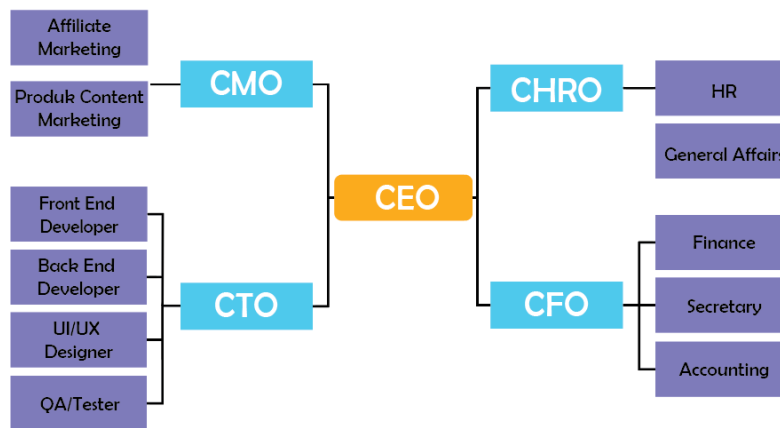 Affiliate
Marketing
Produk Content
Marketing
CMO
Front End
Developer
Back End
Developer
UI/UX
Designer
QA/Tester
CTO
CEO
CHRO
HR
General Affairs
CFO
Finance
Secretary
Accounting